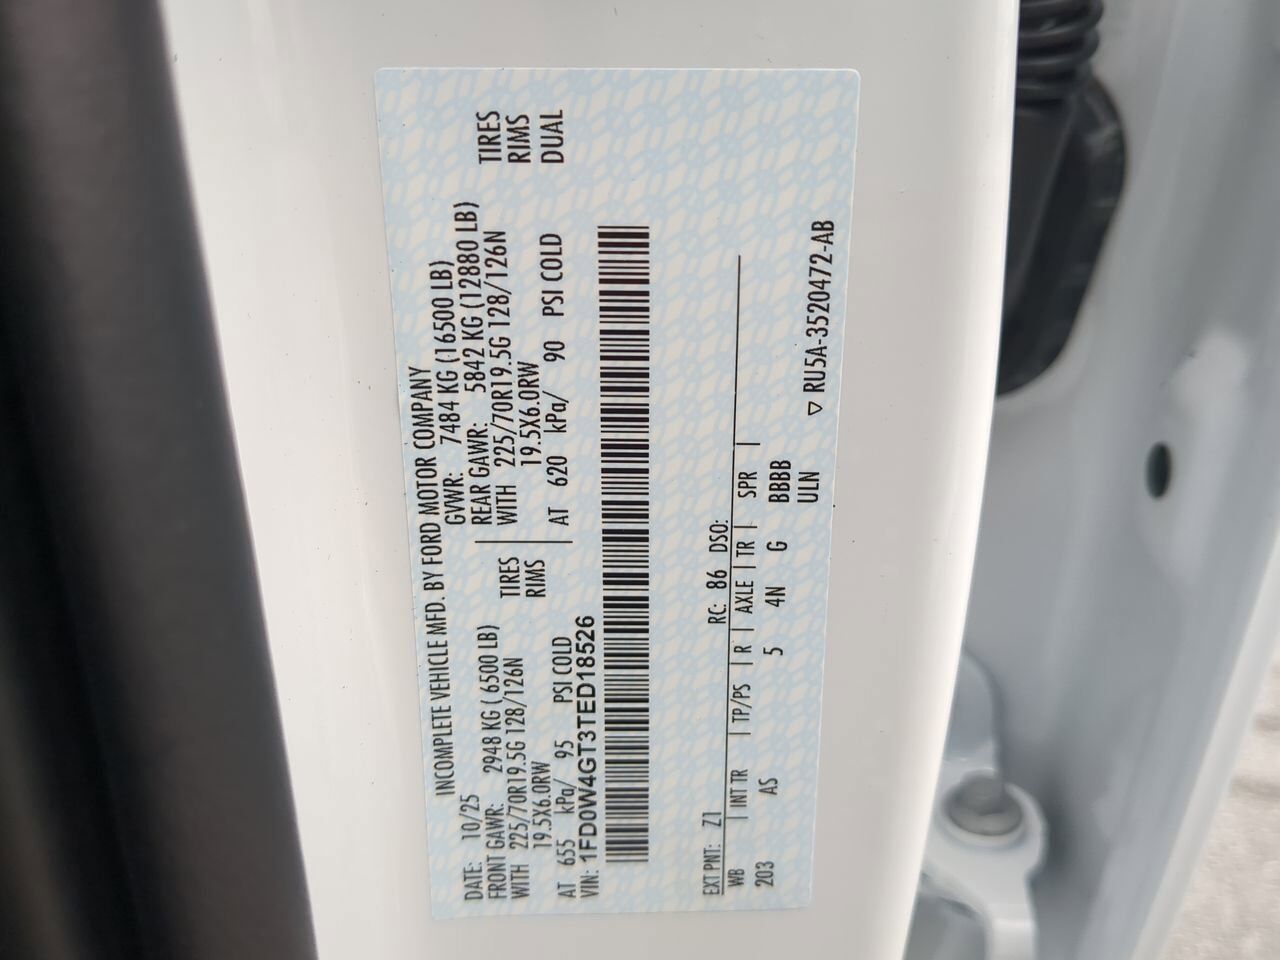 INCOMPLETE VEHICLE MFD. BY FORD MOTOR COMPANY
DATE: 10/25 GVWR: 7484 KG (16500 LB)
FRONT GAWR: 2948 KG ( 6500 LB) REAR GAWR: 5842 KG (12880 LB)
WITH 225/70R19.5G 128/126N TIRES WITH 225/70R19.5G 128/126N TIRES
19.5X6.0RW RIMS 19.5X6.0RW RIMS
AT 655 kPa/ 95 PSI COLD AT 620 kPa/ 90 PSI COLD DUAL
VIN: 1FD0W4GT3TED18526
EXT PNT: Z1 RC: 86 DSO:
WB | INT TR | TP/PS | R | AXLE | TR | SPR |
203 AS 5 4N G BBBB
ULN
▽ RU5A-3520472-AB